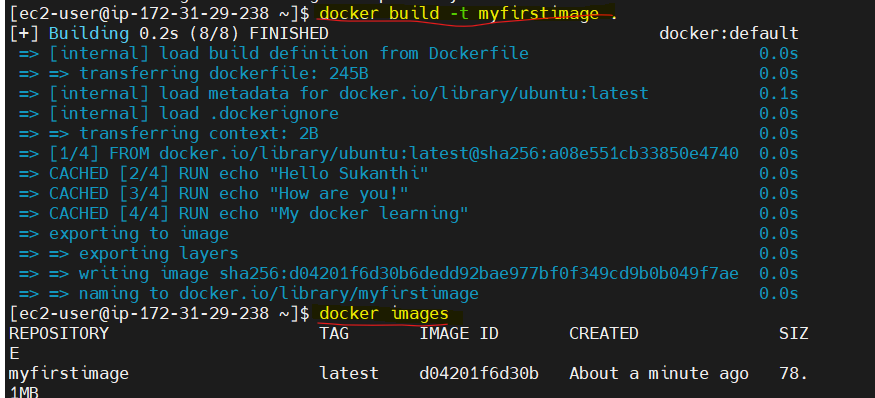 [ec2-user@ip-172-31-29-238 ~]$ docker build -t myfirstimage .
[+] Building 0.2s (8/8) FINISHED docker:default
=> [internal] load build definition from Dockerfile 0.0s
=> => transferring dockerfile: 245B 0.0s
=> [internal] load metadata for docker.io/library/ubuntu:latest 0.1s
=> [internal] load .dockerignore 0.0s
=> => transferring context: 2B 0.0s
=> [1/4] FROM docker.io/library/ubuntu:latest@sha256:a08e551cb33850e4740 0.0s
=> CACHED [2/4] RUN echo "Hello Sukanthi" 0.0s
=> CACHED [3/4] RUN echo "How are you!" 0.0s
=> CACHED [4/4] RUN echo "My docker learning" 0.0s
=> exporting to image 0.0s
=> => exporting layers 0.0s
=> => writing image sha256:d04201f6d30b6dedd92bae977bf0f349cd9b0b049f7ae 0.0s
=> => naming to docker.io/library/myfirstimage 0.0s
[ec2-user@ip-172-31-29-238 ~]$ docker images
REPOSITORY TAG IMAGE ID CREATED SIZ
E
myfirstimage latest d04201f6d30b About a minute ago 78.
1MB